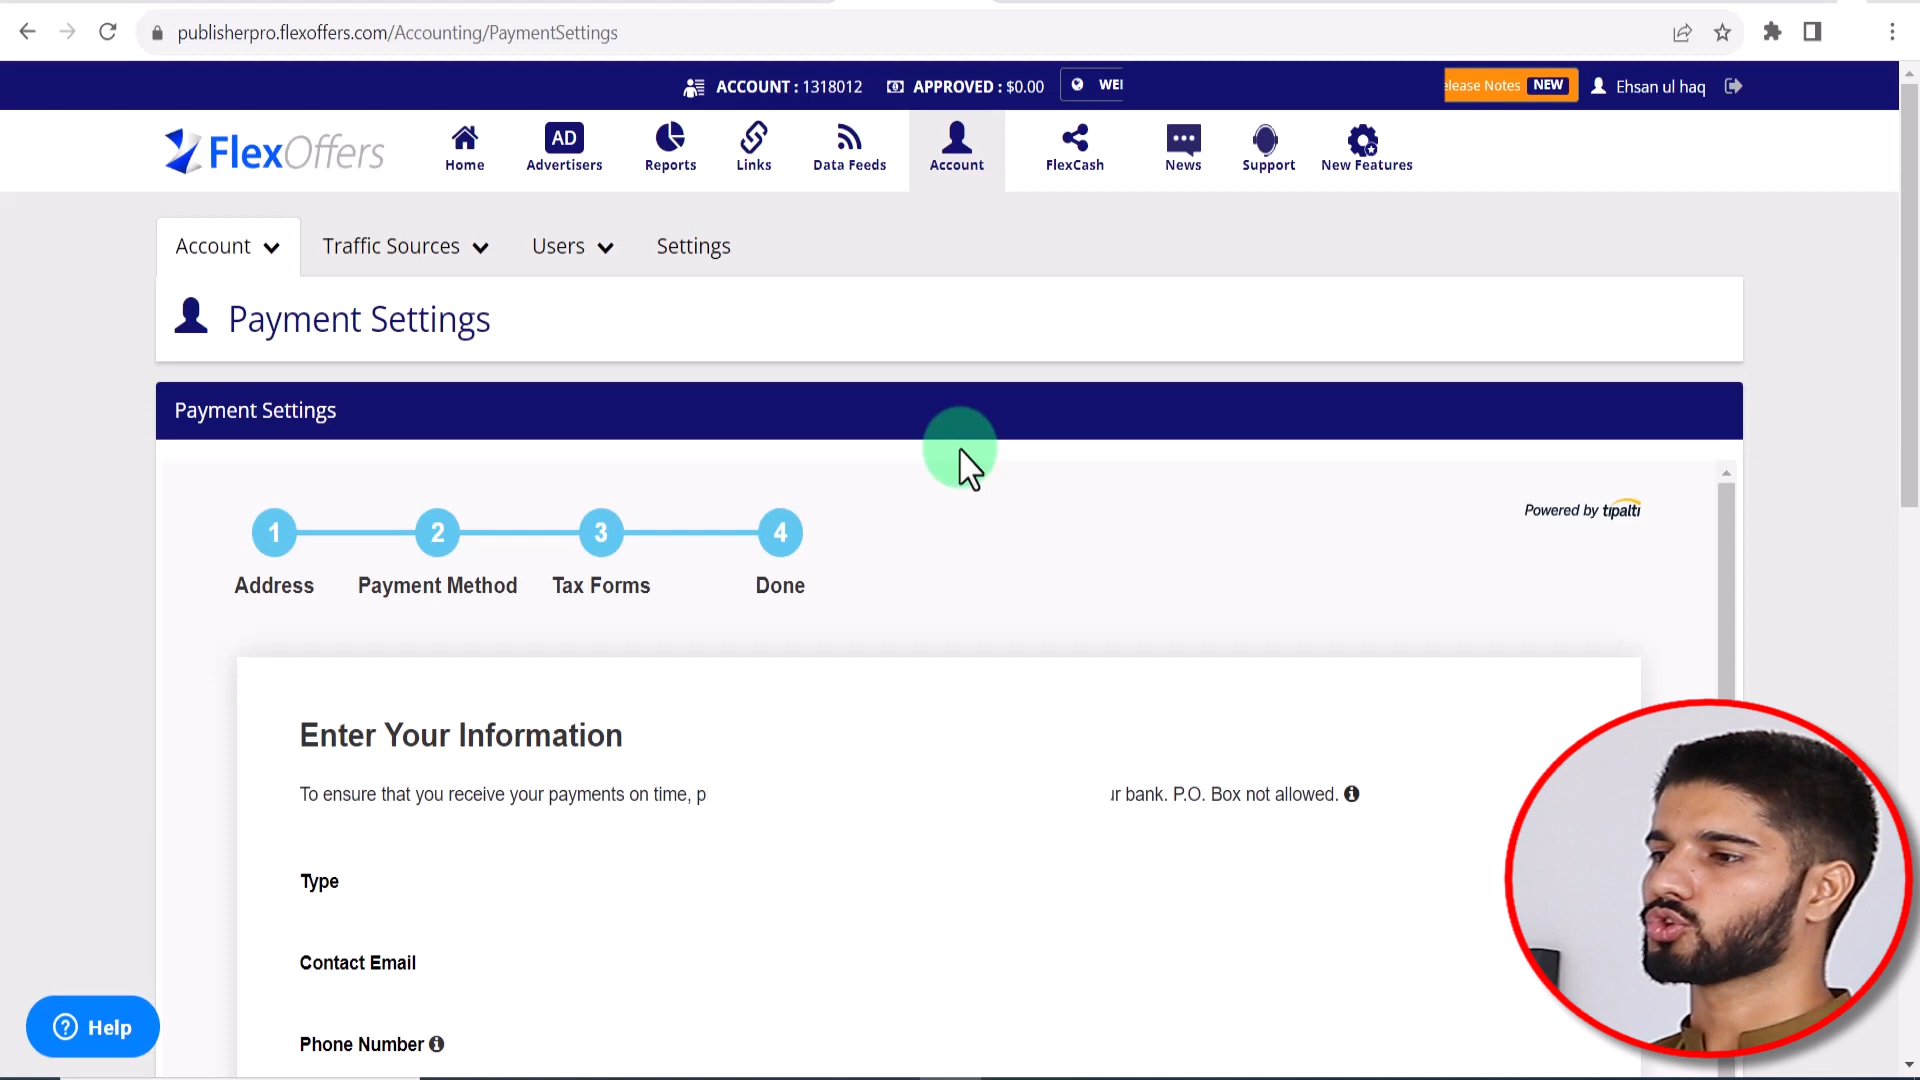 publisherpro.flexoffers.com/Accounting/PaymentSettings
ACCOUNT : 1318012 APPROVED : $0.00 WEI
lease Notes NEW Ehsan ul haq
FlexOffers
Home
AD
Advertisers
Reports
Links
Data Feeds
Account
FlexCash
News
Support
New Features
Account Traffic Sources Users Settings
Payment Settings
Payment Settings
Powered by tipalti
1 2 3 4
Address Payment Method Tax Forms Done
Enter Your Information
To ensure that you receive your payments on time, p ur bank. P.O. Box not allowed.
Type
Contact Email
Phone Number
Help